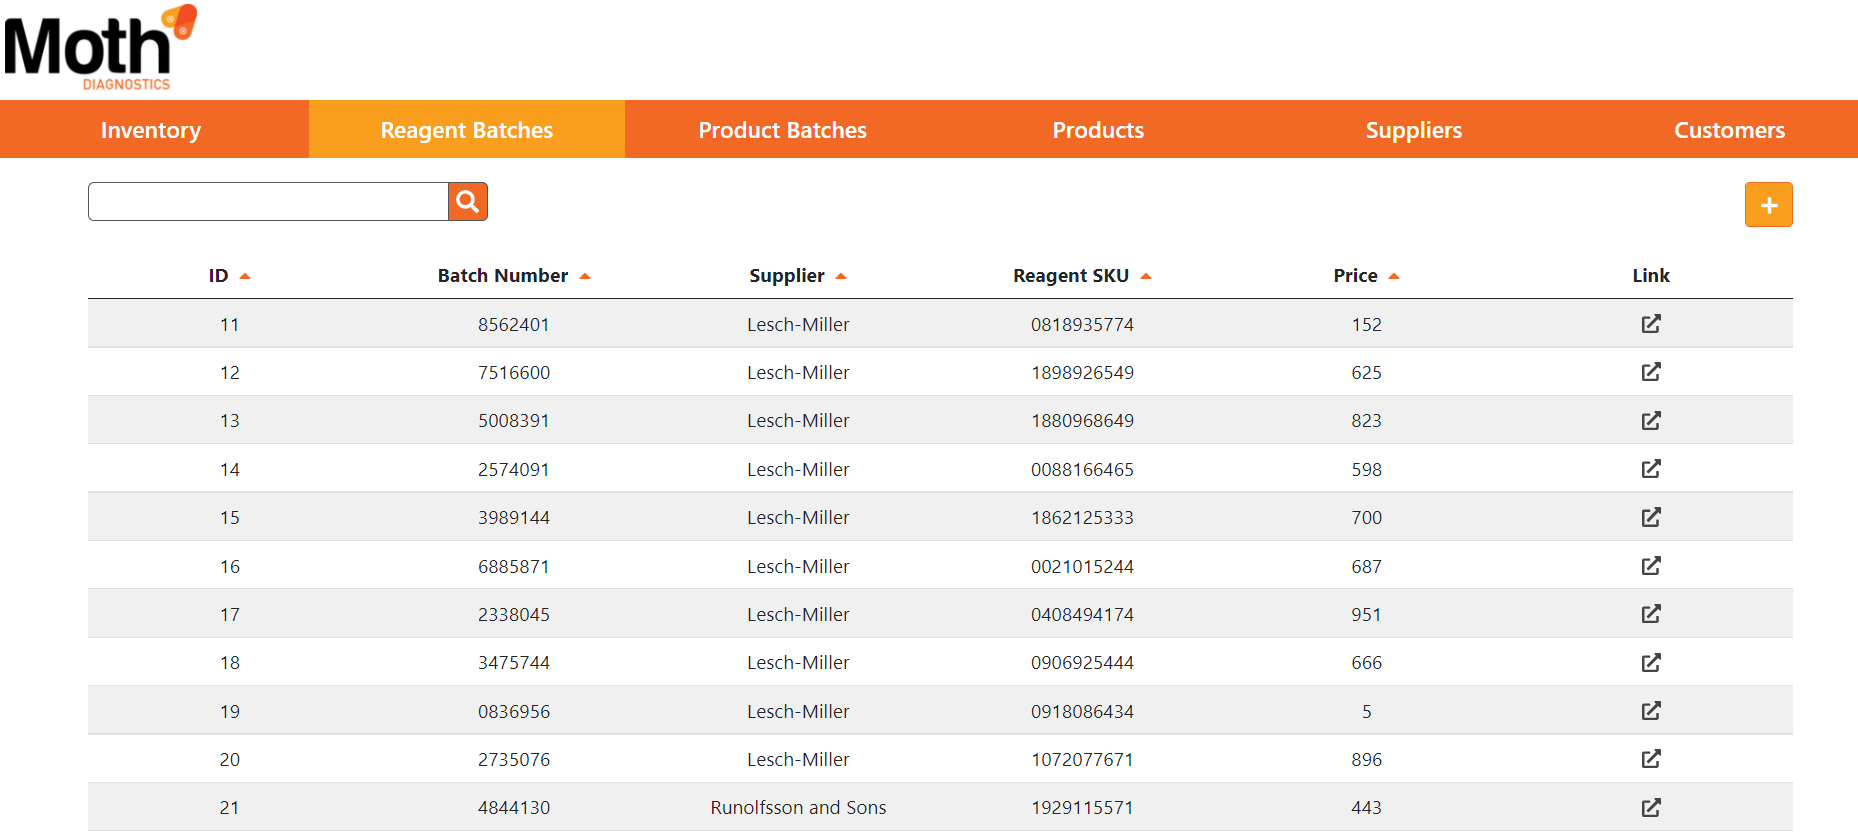 Moth
DIAGNOSTICS
Inventory Reagent Batches Product Batches Products Suppliers Customers
ID Batch Number Supplier Reagent SKU Price Link
11 8562401 Lesch-Miller 0818935774 152
12 7516600 Lesch-Miller 1898926549 625
13 5008391 Lesch-Miller 1880968649 823
14 2574091 Lesch-Miller 0088166465 598
15 3989144 Lesch-Miller 1862125333 700
16 6885871 Lesch-Miller 0021015244 687
17 2338045 Lesch-Miller 0408494174 951
18 3475744 Lesch-Miller 0906925444 666
19 0836956 Lesch-Miller 0918086434 5
20 2735076 Lesch-Miller 1072077671 896
21 4844130 Runolfsson and Sons 1929115571 443